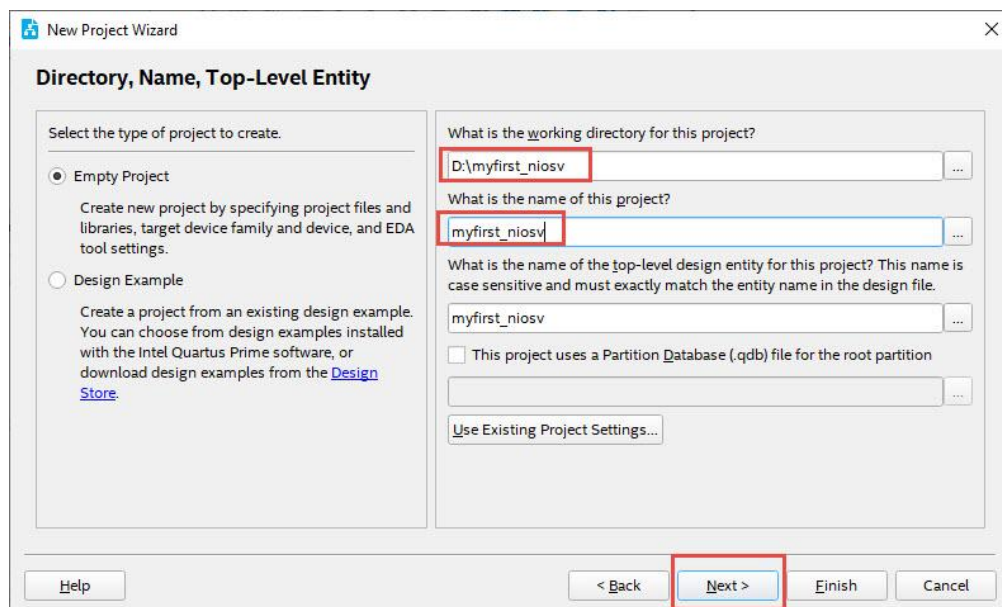 New Project Wizard
Directory, Name, Top-Level Entity
Select the type of project to create.
Empty Project
Create new project by specifying project files and
libraries, target device family and device, and EDA
tool settings.
Design Example
Create a project from an existing design example.
You can choose from design examples installed
with the Intel Quartus Prime software, or
download design examples from the Design
Store.
What is the working directory for this project?
D:\myfirst_niosv
...
What is the name of this project?
myfirst_niosv
...
What is the name of the top-level design entity for this project? This name is
case sensitive and must exactly match the entity name in the design file.
myfirst_niosv
...
This project uses a Partition Database (.qdb) file for the root partition
...
Use Existing Project Settings...
Help
< Back
Next >
Finish
Cancel